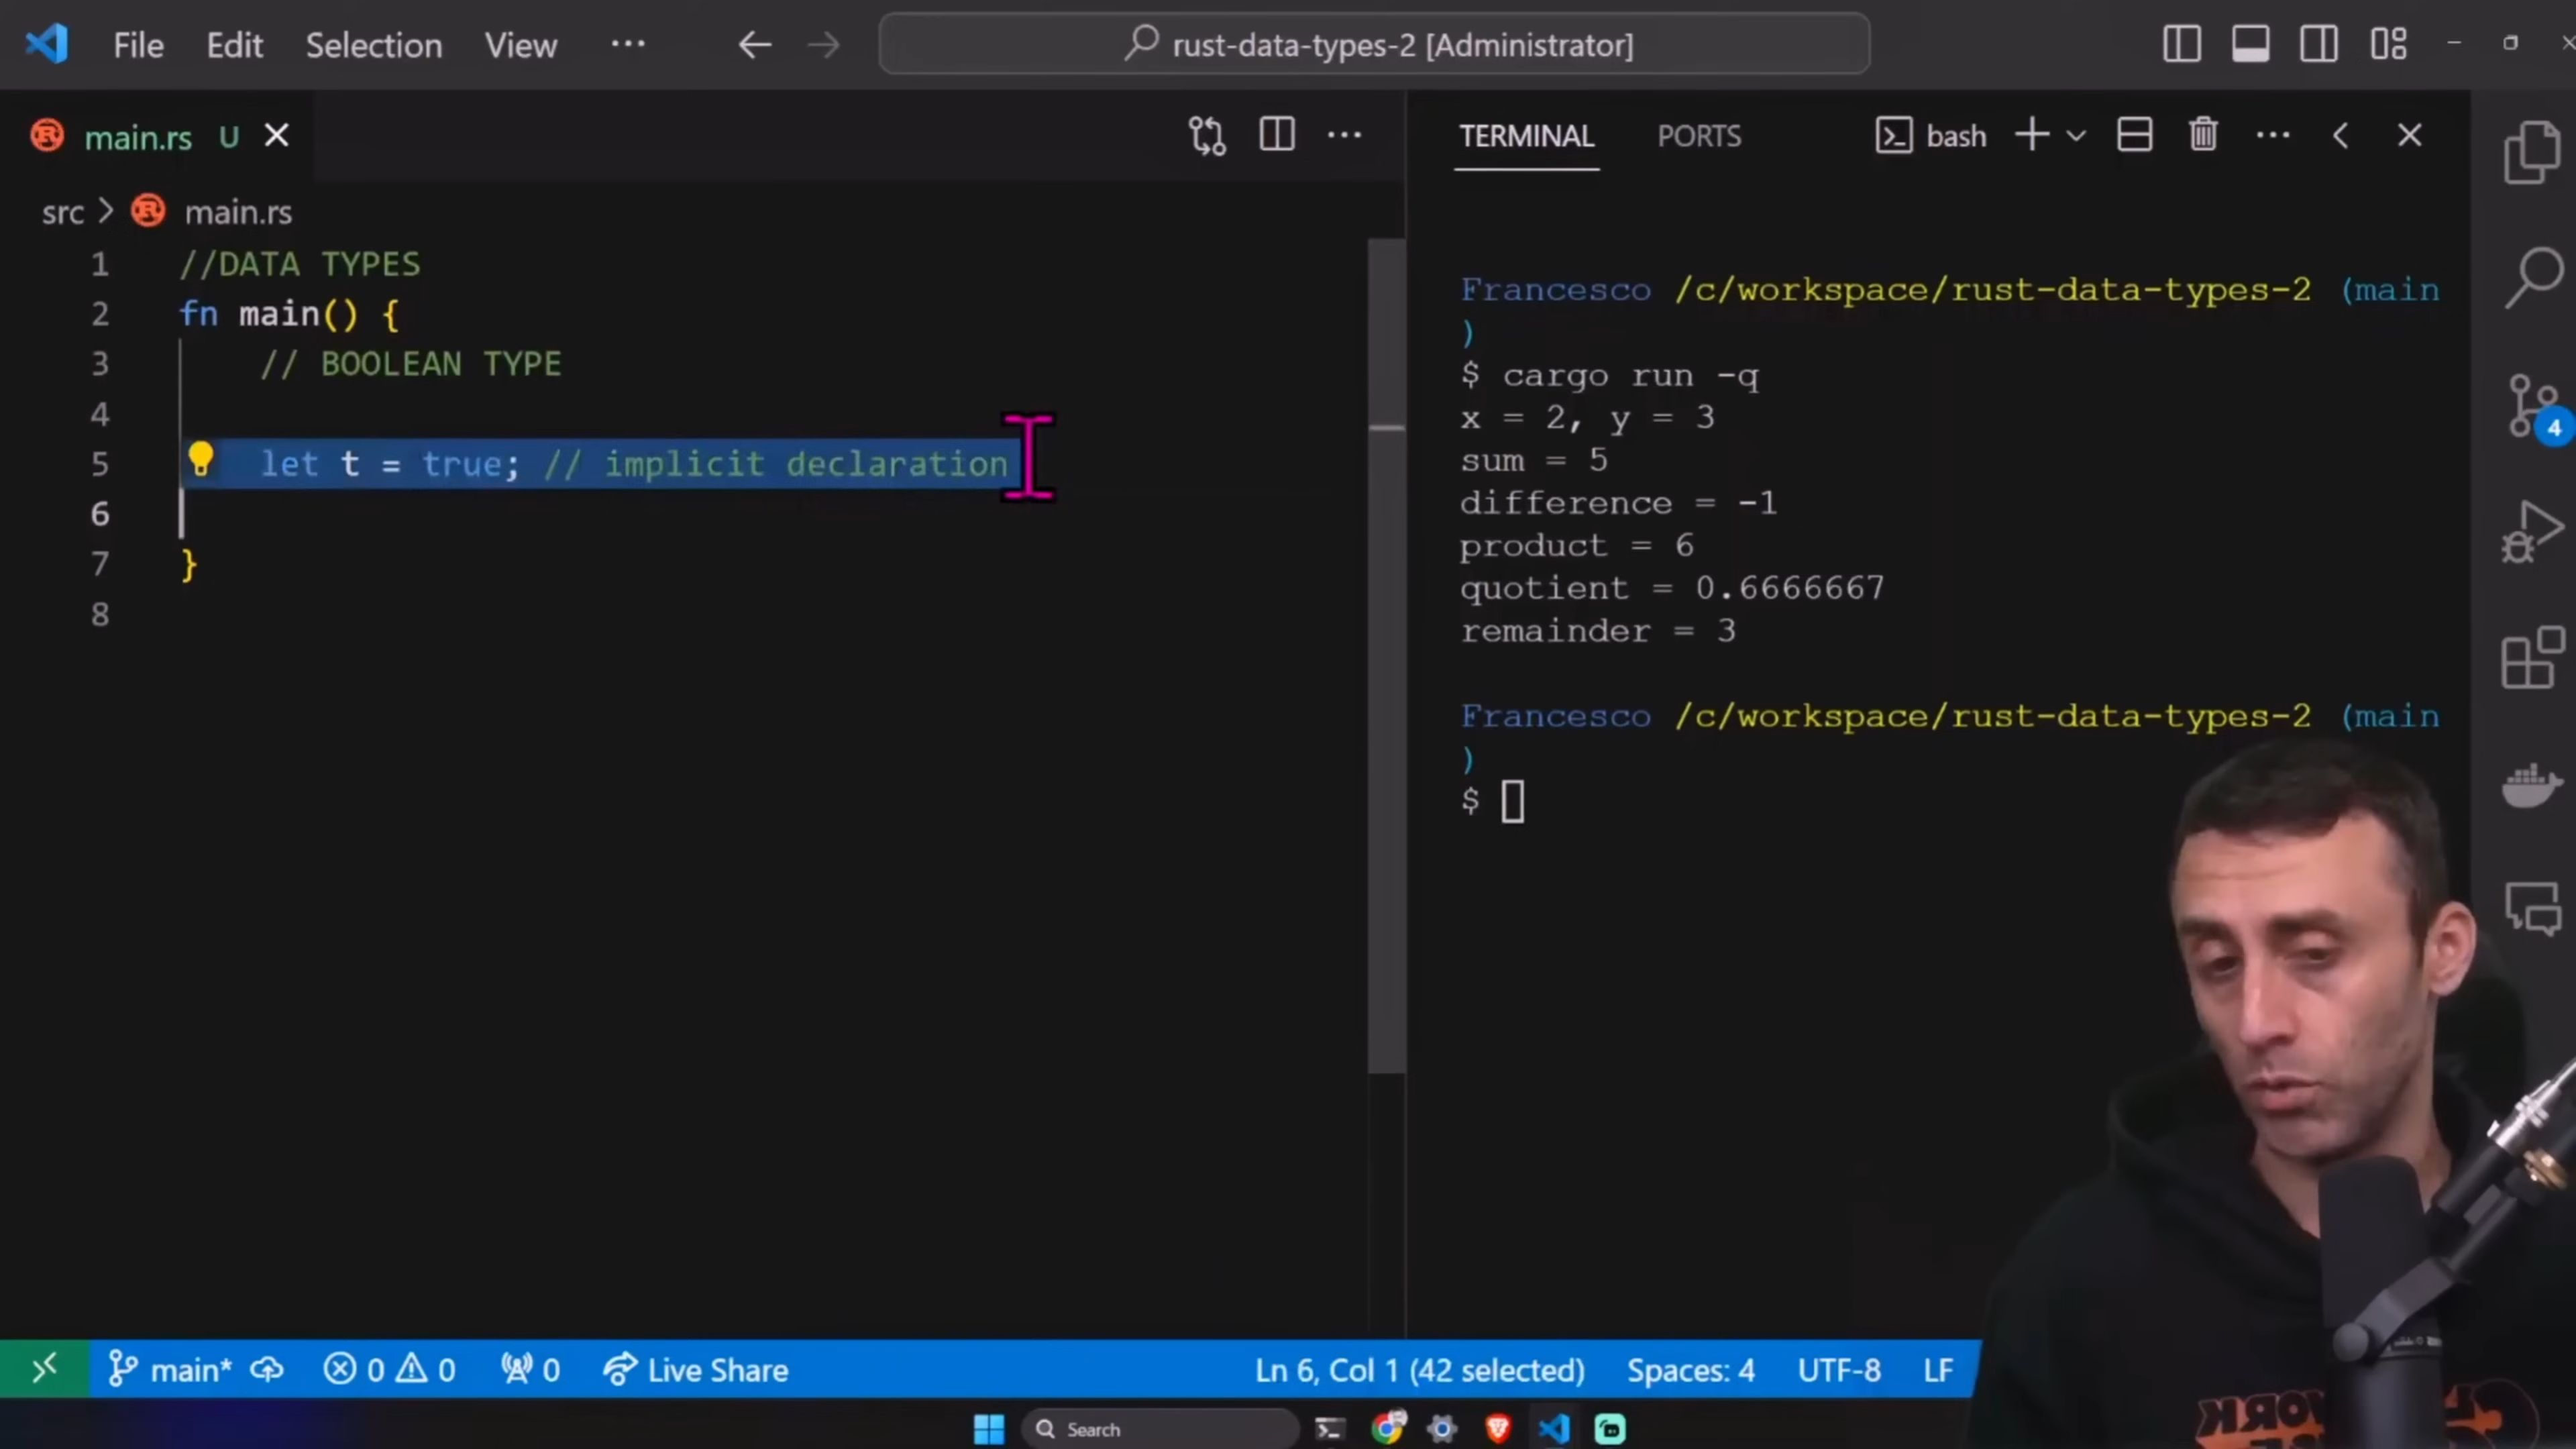 File Edit Selection View ... rust-data-types-2 [Administrator]
main.rs U
TERMINAL PORTS bash
src > main.rs
1 //DATA TYPES
2 fn main() {
3 // BOOLEAN TYPE
4
5 let t = true; // implicit declaration
6
7 }
8
Francesco /c/workspace/rust-data-types-2 (main
)
$ cargo run -q
x = 2, y = 3
sum = 5
difference = -1
product = 6
quotient = 0.6666667
remainder = 3
Francesco /c/workspace/rust-data-types-2 (main
)
$
4
main* 0 0 0 Live Share Ln 6, Col 1 (42 selected) Spaces: 4 UTF-8 LF
Search